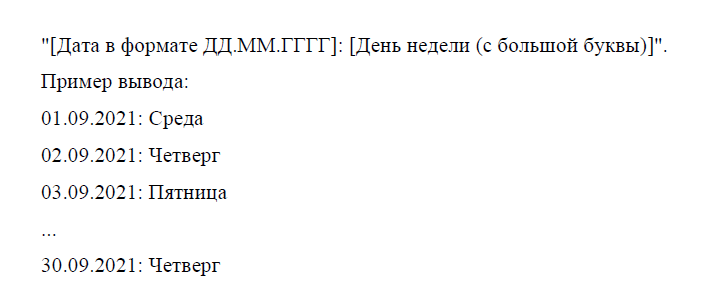 "[Дата в формате ДД.ММ.ГГГГ]: [День недели (с большой буквы)]".
Пример вывода:
01.09.2021: Среда
02.09.2021: Четверг
03.09.2021: Пятница
...
30.09.2021: Четверг